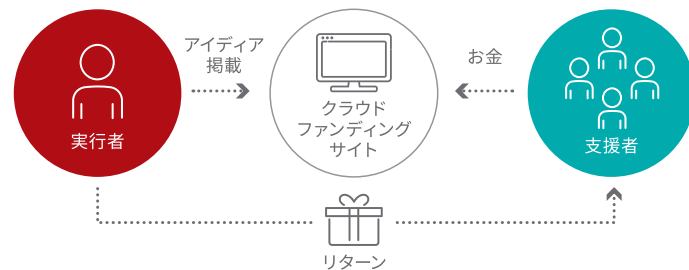 実行者
アイディア
掲載
クラウド
ファンディング
サイト
お金
支援者
リターン